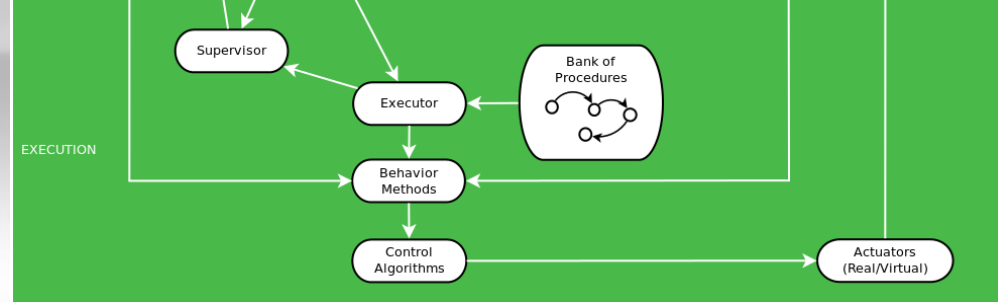 Supervisor
Bank of
Procedures
Executor
EXECUTION
Behavior
Methods
Control
Algorithms
Actuators
(Real/Virtual)